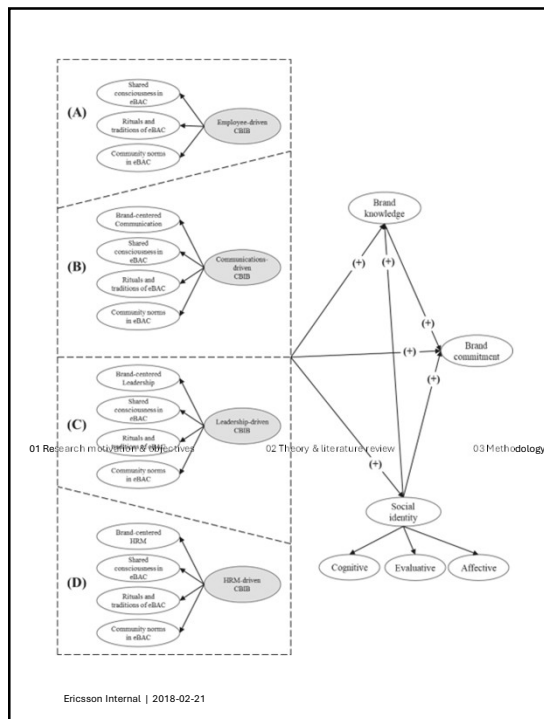 Shared
consciousness in
eBAC
(A)
Rituals and
traditions of eBAC
Employee-driven
CBIB
Community norms
in eBAC
Brand-centered
Communication
Shared
consciousness in
eBAC
(B)
Communications-
driven
CBIB
Rituals and
traditions of eBAC
Community norms
in eBAC
Brand
knowledge
(+)
(+)
(+)
(+)
Brand
commitment
(+)
(+)
Brand-centered
Leadership
Shared
consciousness in
eBAC
(C)
Leadership-driven
CBIB
Rituals and
traditions of eBAC
Community norms
in eBAC
01 Research motivation & objectives
02 Theory & literature review
03 Methodology
Social
identity
Cognitive
Evaluative
Affective
Brand-centered
HRM
Shared
consciousness in
eBAC
(D)
HRM-driven
CBIB
Rituals and
traditions of eBAC
Community norms
in eBAC
Ericsson Internal | 2018-02-21